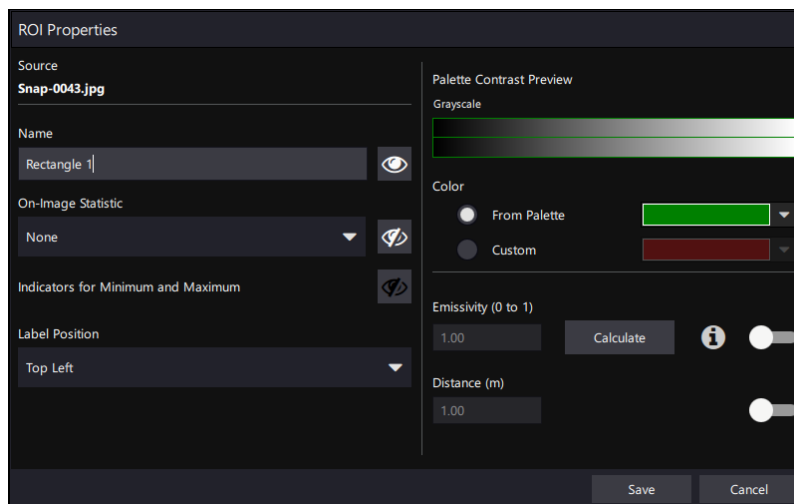 ROI Properties
Source
Snap-0043.jpg
Name
Rectangle 1
On-Image Statistic
None
Indicators for Minimum and Maximum
Label Position
Top Left
Palette Contrast Preview
Grayscale
Color
From Palette
Custom
Emissivity (0 to 1)
1.00 Calculate
Distance (m)
1.00
Save Cancel